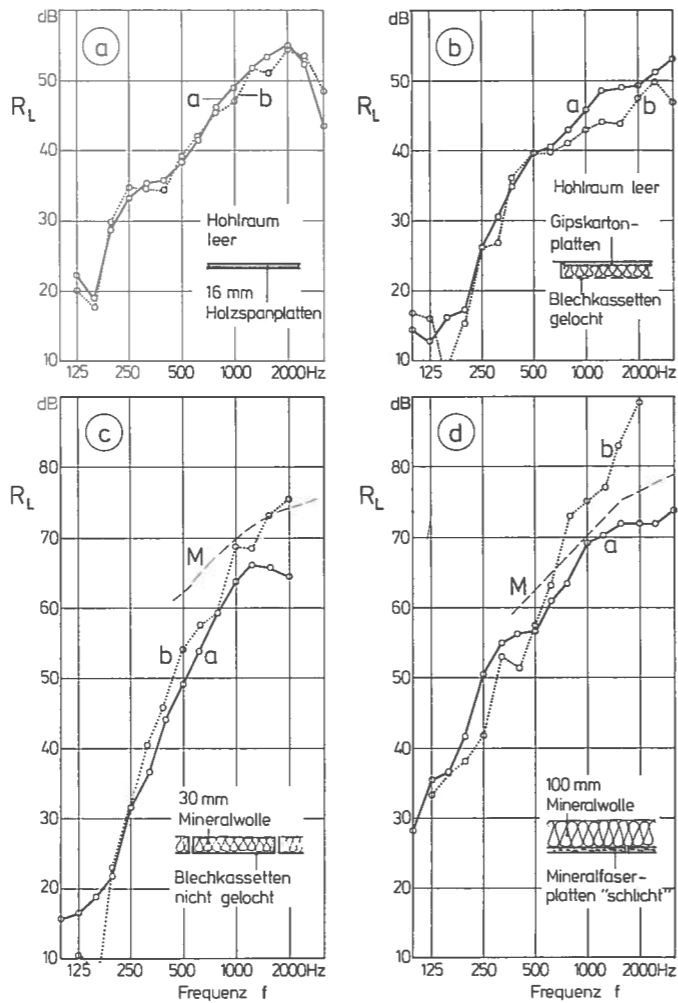 dB
a
50
R_L
a
b
40
30
Hohlraum
leer
20
16 mm
Holzspanplatten
10
125 250 500 1000 2000Hz
dB
b
50
R_L
a
b
40
Hohlraum leer
30
Gipskarton-
platten
20
Blechkassetten
gelocht
10
125 250 500 1000 2000Hz
dB
c
80
R_L
70
M
60
b a
50
40
30
30 mm
Mineralwolle
20
Blechkassetten
nicht gelocht
10
125 250 500 1000 2000Hz
Frequenz f
dB
d
b
80
R_L
70
a
M
60
50
40
30
100 mm
Mineralwolle
20
Mineralfaser-
platten "schlicht"
10
125 250 500 1000 2000Hz
Frequenz f